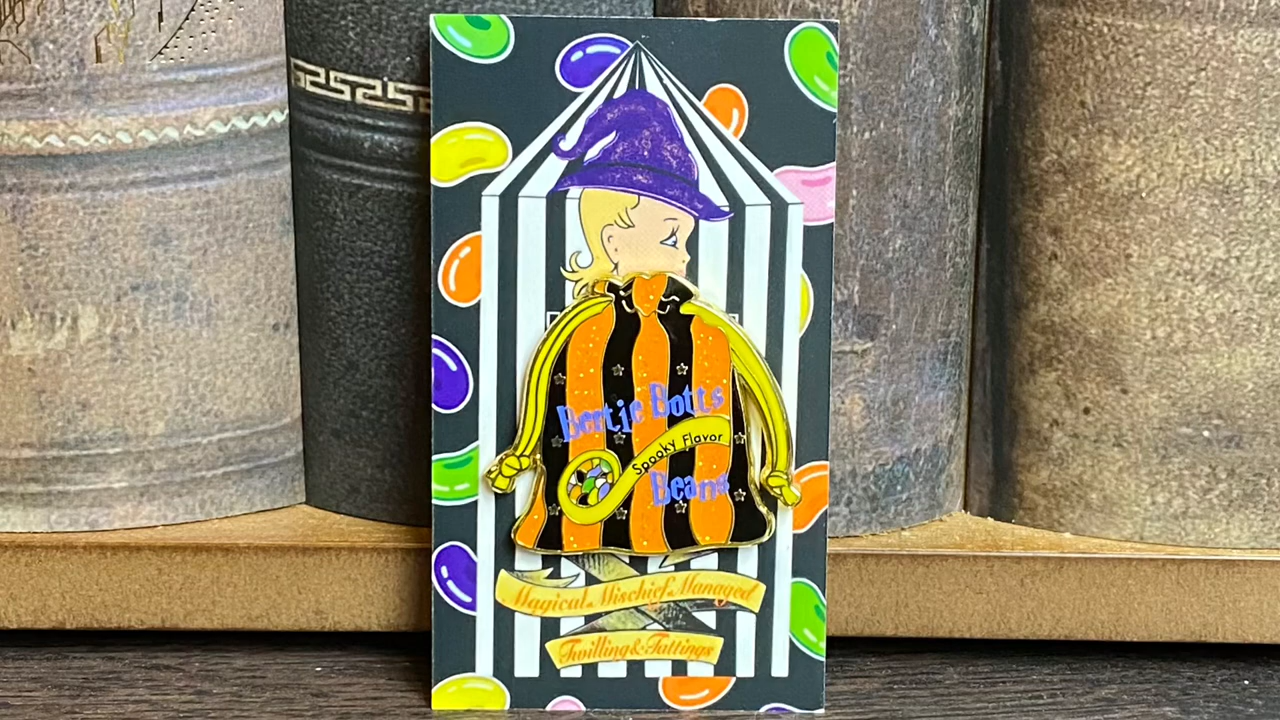 Bertie Botts
Spooky Flavor
Beans
Magical Mischief Managed
Twilling & Tattings